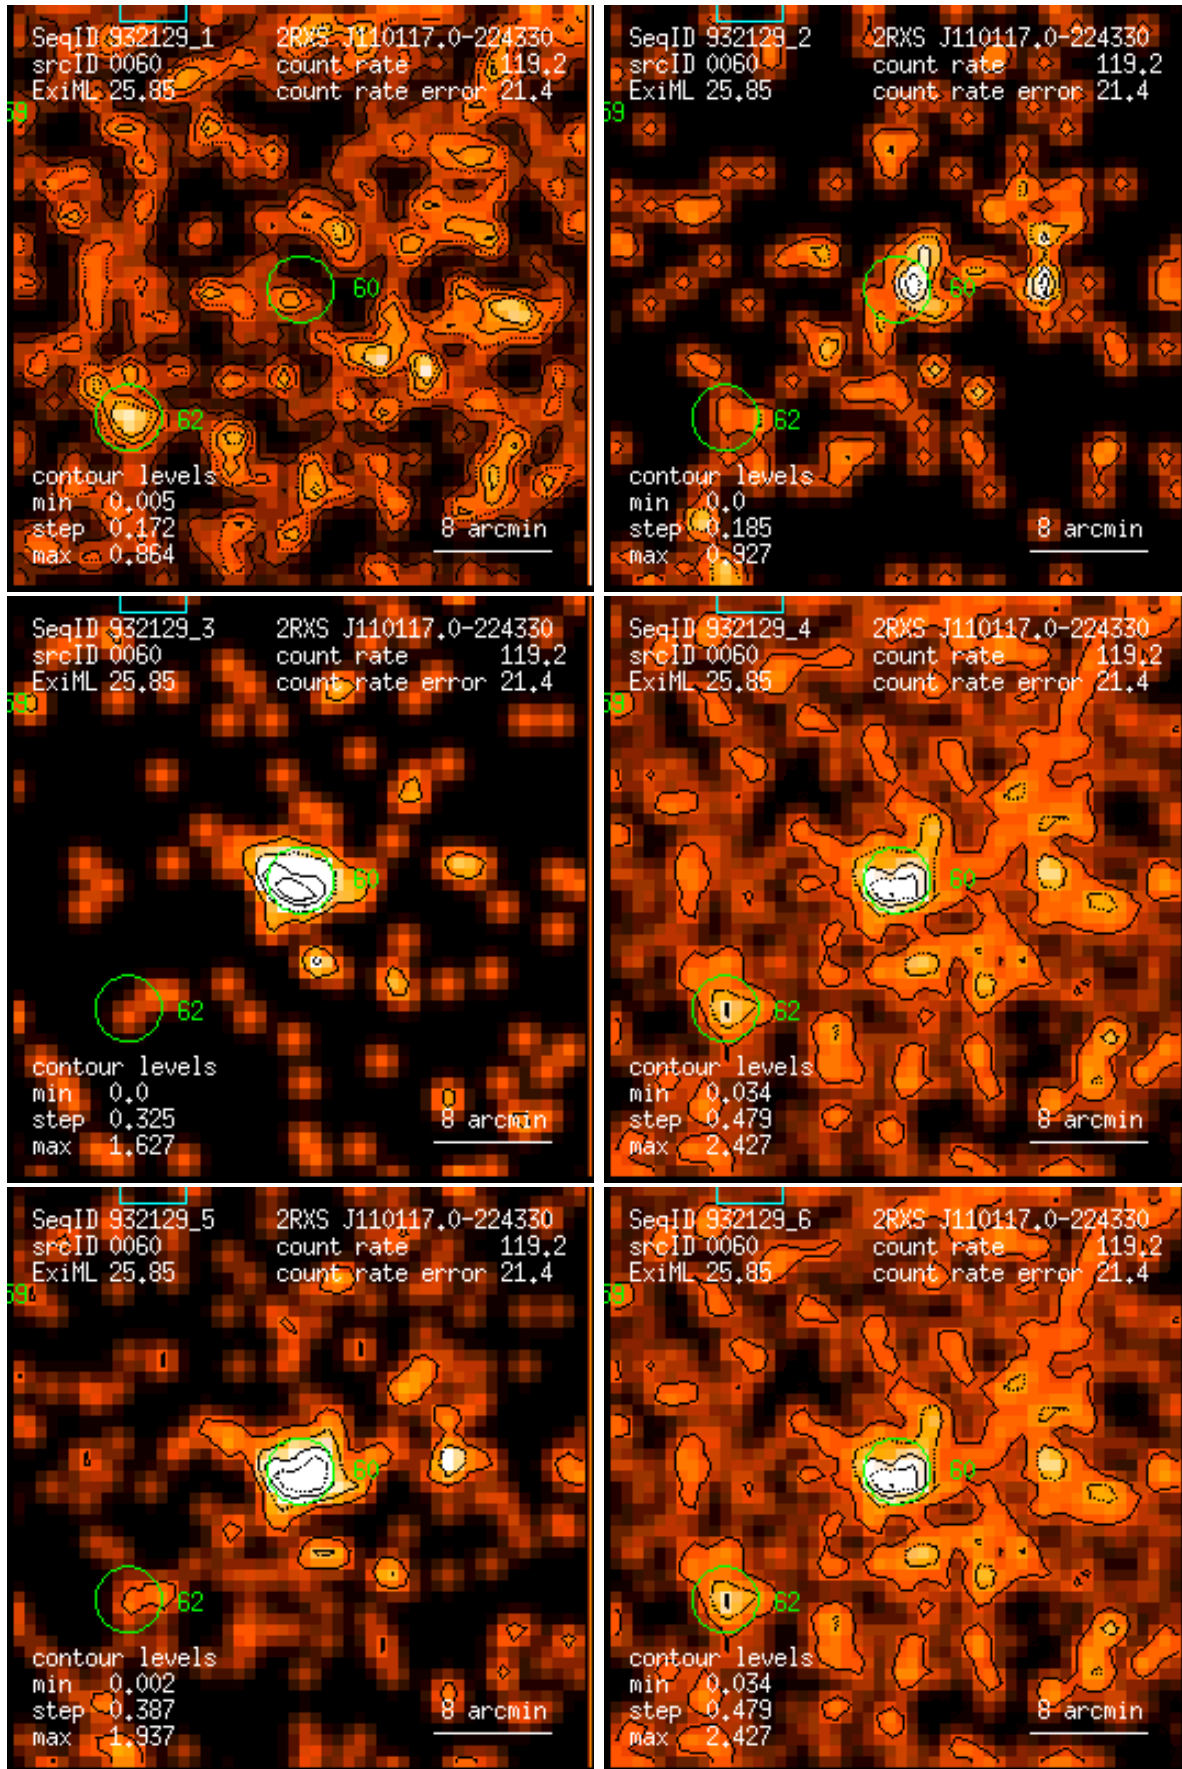 SeqID 932129_1 2RXS J110117.0-224330
srcID 0060 count rate 119.2
ExiML 25.85 count rate error 21.4
59
60
62
contour levels
min 0.005
step 0.172
max 0.864
8 arcmin
SeqID 932129_2 2RXS J110117.0-224330
srcID 0060 count rate 119.2
ExiML 25.85 count rate error 21.4
59
60
62
contour levels
min 0.0
step 0.185
max 0.927
8 arcmin
SeqID 932129_3 2RXS J110117.0-224330
srcID 0060 count rate 119.2
ExiML 25.85 count rate error 21.4
59
60
62
contour levels
min 0.0
step 0.325
max 1.627
8 arcmin
SeqID 932129_4 2RXS J110117.0-224330
srcID 0060 count rate 119.2
ExiML 25.85 count rate error 21.4
59
60
62
contour levels
min 0.034
step 0.479
max 2.427
8 arcmin
SeqID 932129_5 2RXS J110117.0-224330
srcID 0060 count rate 119.2
ExiML 25.85 count rate error 21.4
59
60
62
contour levels
min 0.002
step 0.387
max 1.937
8 arcmin
SeqID 932129_6 2RXS J110117.0-224330
srcID 0060 count rate 119.2
ExiML 25.85 count rate error 21.4
59
60
62
contour levels
min 0.034
step 0.479
max 2.427
8 arcmin